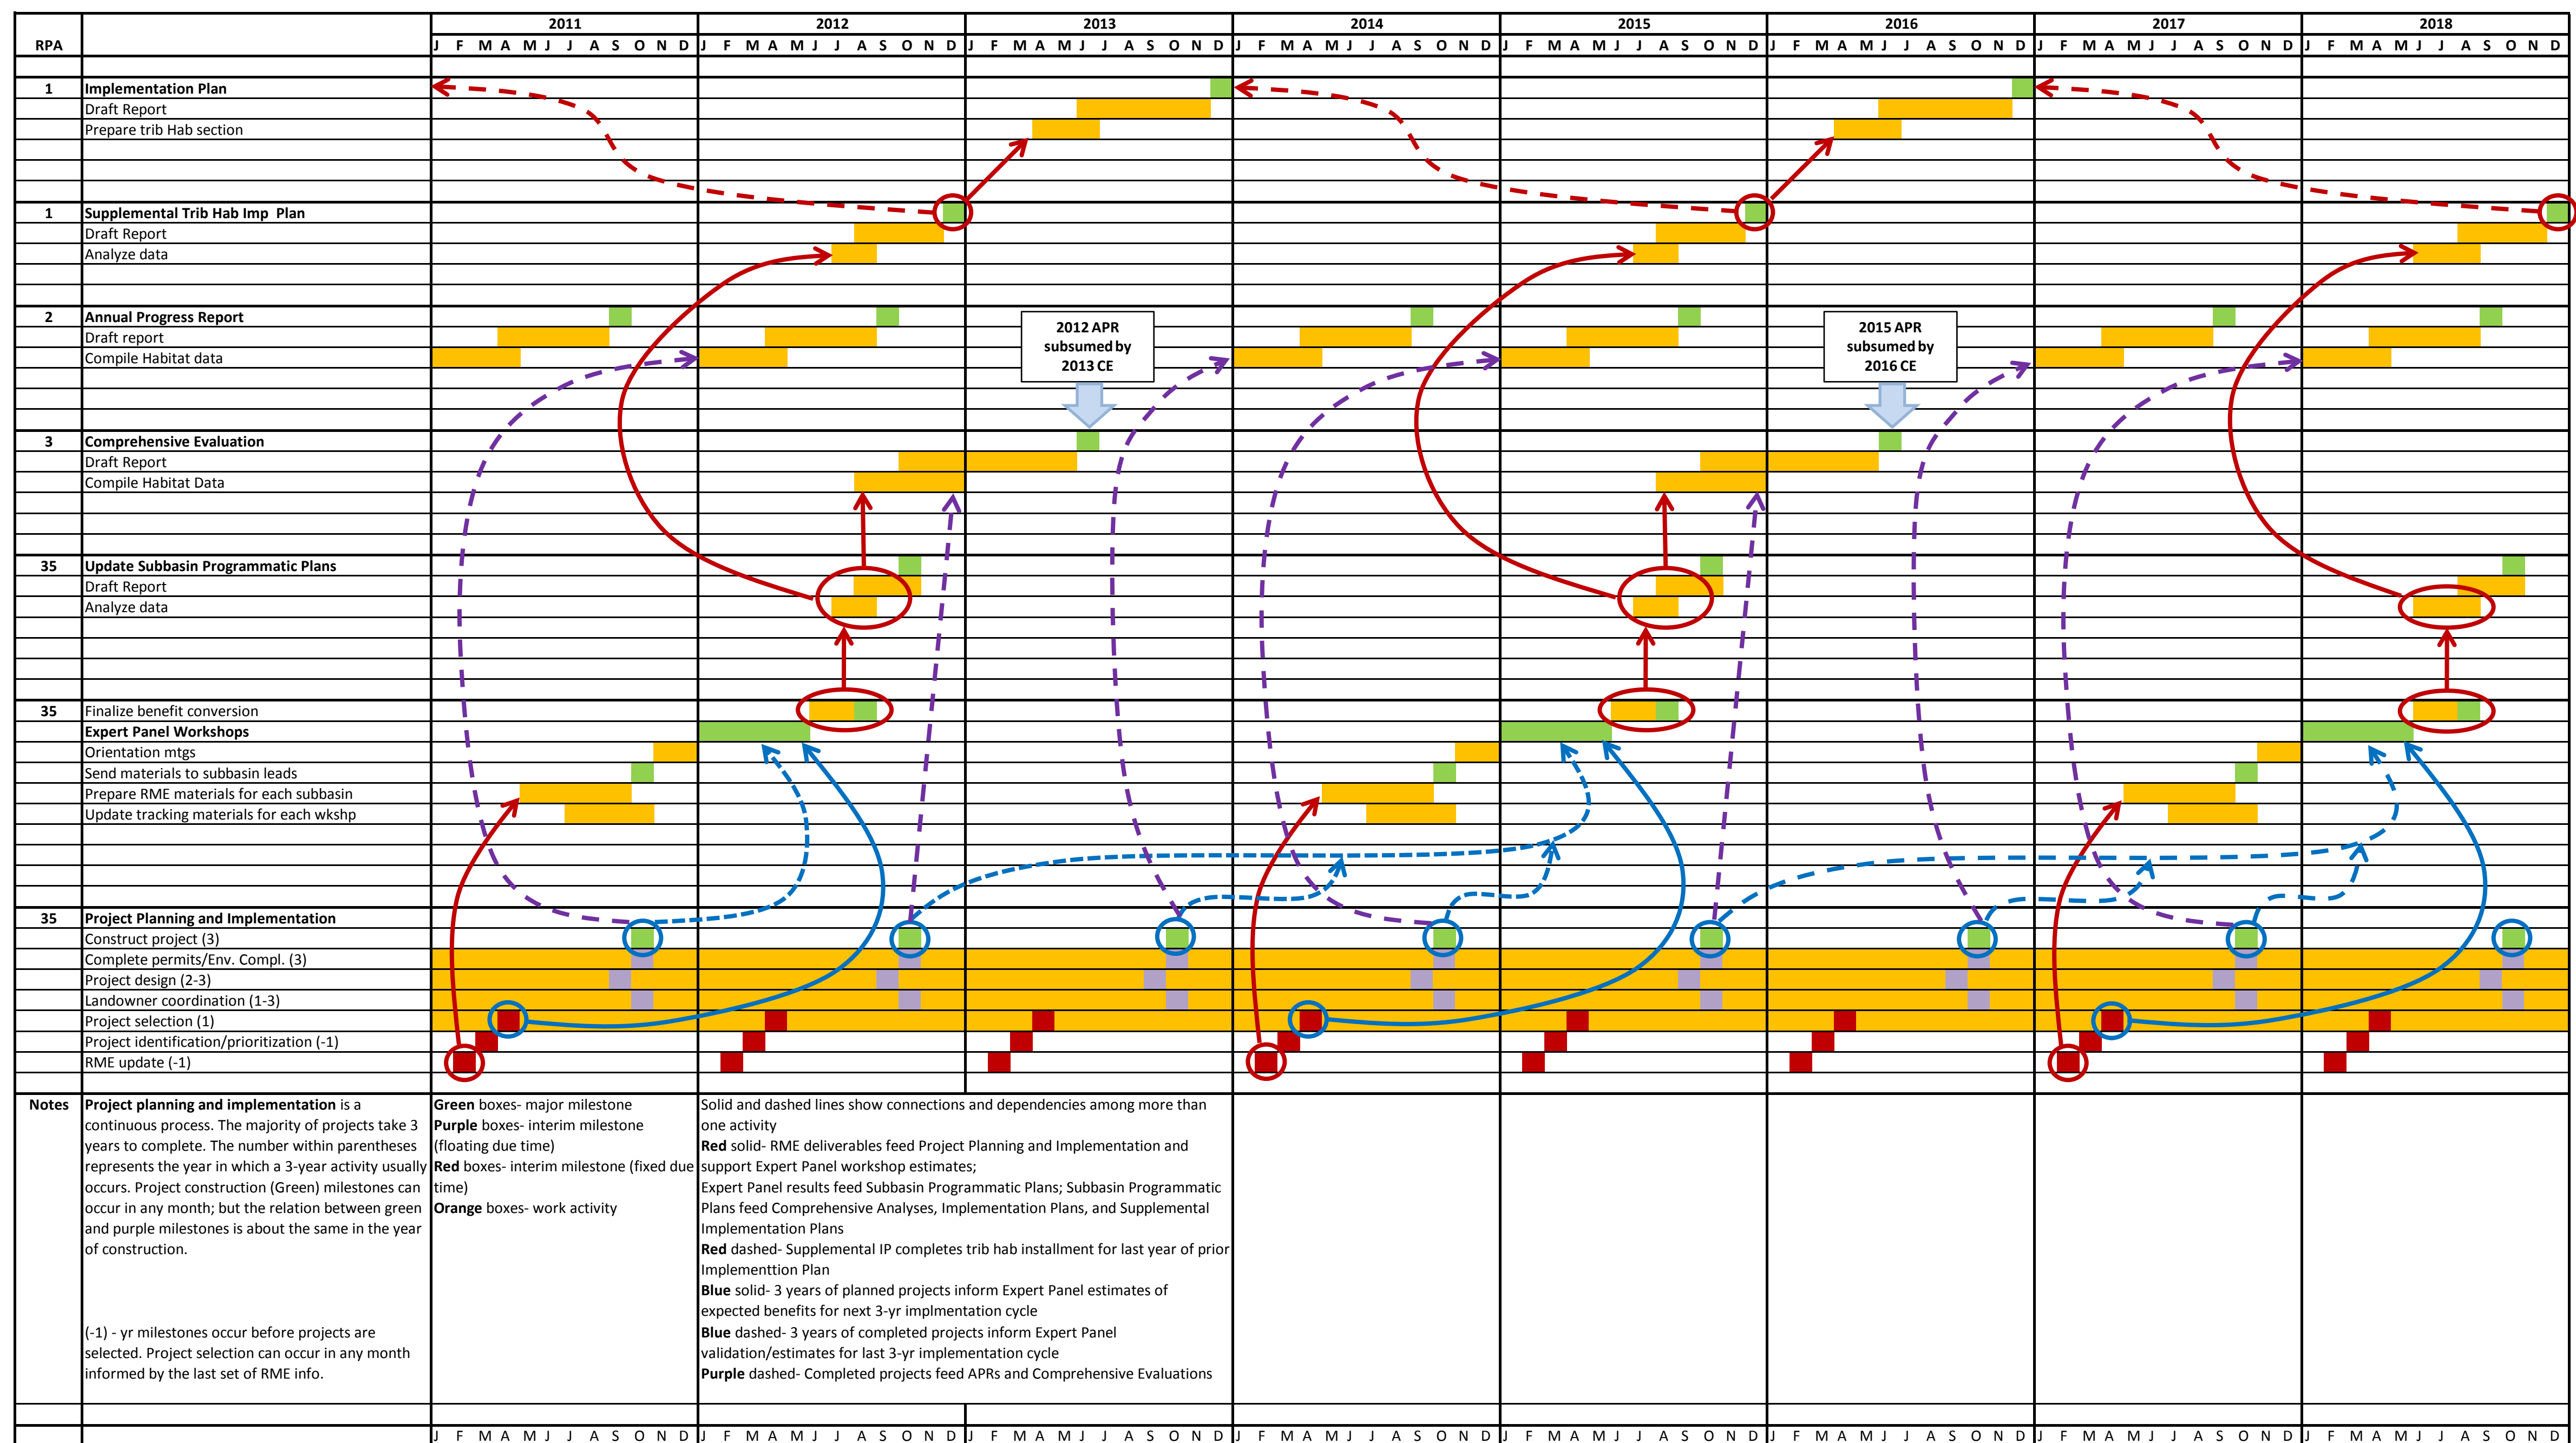 2011 2012 2013 2014 2015 2016 2017 2018
RPA J F M A M J J A S O N D J F M A M J J A S O N D J F M A M J J A S O N D J F M A M J J A S O N D J F M A M J J A S O N D J F M A M J J A S O N D J F M A M J J A S O N D J F M A M J J A S O N D
1 Implementation Plan
Draft Report
Prepare trib Hab section
1 Supplemental Trib Hab Imp Plan
Draft Report
Analyze data
2 Annual Progress Report
Draft report
Compile Habitat data
2012 APR
subsumed by
2013 CE
2015 APR
subsumed by
2016 CE
3 Comprehensive Evaluation
Draft Report
Compile Habitat Data
35 Update Subbasin Programmatic Plans
Draft Report
Analyze data
35 Finalize benefit conversion
Expert Panel Workshops
Orientation mtgs
Send materials to subbasin leads
Prepare RME materials for each subbasin
Update tracking materials for each wkshp
35 Project Planning and Implementation
Construct project (3)
Complete permits/Env. Compl. (3)
Project design (2-3)
Landowner coordination (1-3)
Project selection (1)
Project identification/prioritization (-1)
RME update (-1)
Notes
Project planning and implementation is a
continuous process. The majority of projects take 3
years to complete. The number within parentheses
represents the year in which a 3-year activity usually
occurs. Project construction (Green) milestones can
occur in any month; but the relation between green
and purple milestones is about the same in the year
of construction.
(-1) - yr milestones occur before projects are
selected. Project selection can occur in any month
informed by the last set of RME info.
Green boxes- major milestone
Purple boxes- interim milestone
(floating due time)
Red boxes- interim milestone (fixed due
time)
Orange boxes- work activity
Solid and dashed lines show connections and dependencies among more than
one activity
Red solid- RME deliverables feed Project Planning and Implementation and
support Expert Panel workshop estimates;
Expert Panel results feed Subbasin Programmatic Plans; Subbasin Programmatic
Plans feed Comprehensive Analyses, Implementation Plans, and Supplemental
Implementation Plans
Red dashed- Supplemental IP completes trib hab installment for last year of prior
Implementtion Plan
Blue solid- 3 years of planned projects inform Expert Panel estimates of
expected benefits for next 3-yr implmentation cycle
Blue dashed- 3 years of completed projects inform Expert Panel
validation/estimates for last 3-yr implementation cycle
Purple dashed- Completed projects feed APRs and Comprehensive Evaluations
J F M A M J J A S O N D J F M A M J J A S O N D J F M A M J J A S O N D J F M A M J J A S O N D J F M A M J J A S O N D J F M A M J J A S O N D J F M A M J J A S O N D J F M A M J J A S O N D